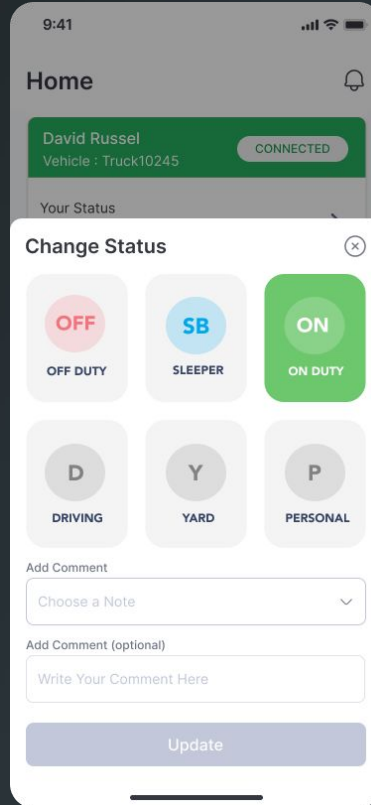 9:41
Home
David Russel
Vehicle : Truck10245
CONNECTED
Your Status
Change Status
OFF
OFF DUTY
SB
SLEEPER
ON
ON DUTY
D
DRIVING
Y
YARD
P
PERSONAL
Add Comment
Choose a Note
Add Comment (optional)
Write Your Comment Here
Update